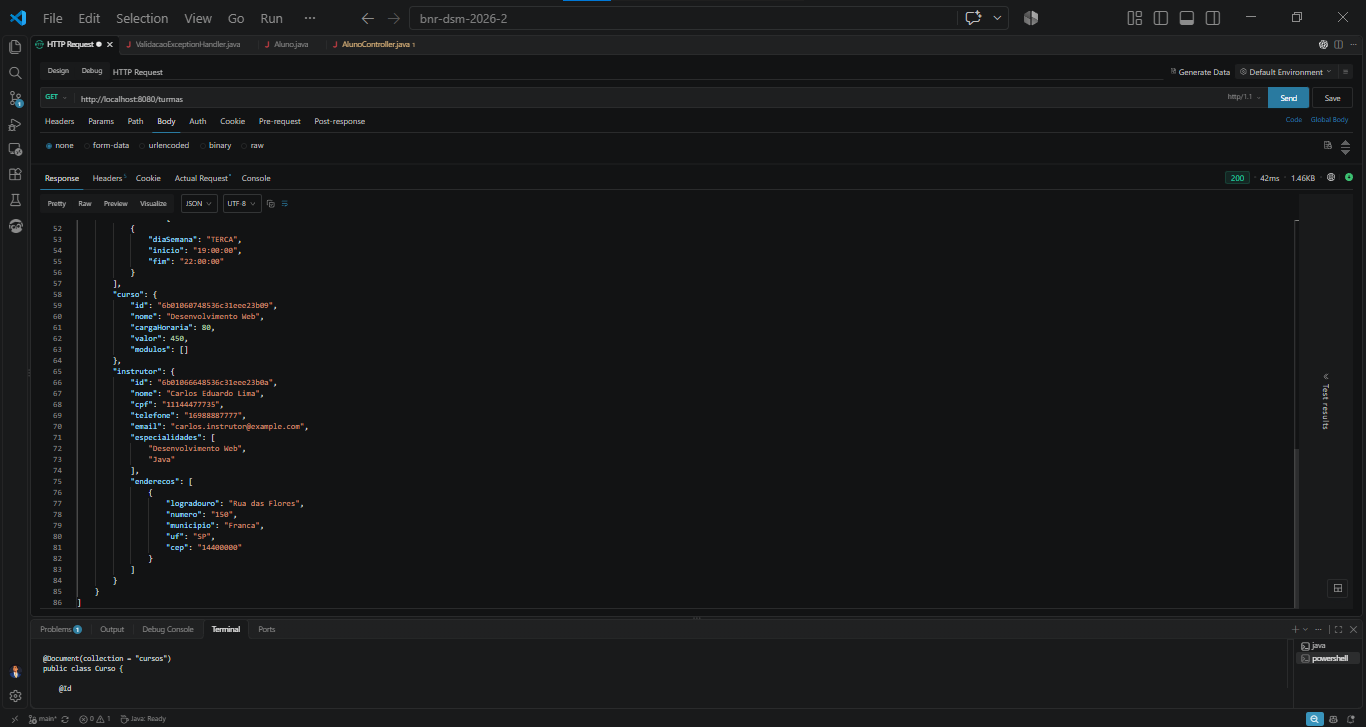 File Edit Selection View Go Run ··· bnr-dsm-2026-2
HTTP Request ValidacaoExceptionHandler.java Aluno.java AlunoController.java 1
Design Debug HTTP Request Generate Data Default Environment
GET http://localhost:8080/turmas http/1.1 Send Save
Headers Params Path Body Auth Cookie Pre-request Post-response Code Global Body
none form-data urlencoded binary raw
Response Headers Cookie Actual Request Console 200 42ms 1.46KB
Pretty Raw Preview Visualize JSON UTF-8
52 {
53 "diaSemana": "TERCA",
54 "inicio": "19:00:00",
55 "fim": "22:00:00"
56 }
57 ],
58 "curso": {
59 "id": "6b01060748536c31eee23b09",
60 "nome": "Desenvolvimento Web",
61 "cargaHoraria": 80,
62 "valor": 450,
63 "modulos": []
64 },
65 "instrutor": {
66 "id": "6b01066648536c31eee23b0a",
67 "nome": "Carlos Eduardo Lima",
68 "cpf": "11144477735",
69 "telefone": "16988887777",
70 "email": "carlos.instrutor@example.com",
71 "especialidades": [
72 "Desenvolvimento Web",
73 "Java"
74 ],
75 "enderecos": [
76 {
77 "logradouro": "Rua das Flores",
78 "numero": "150",
79 "municipio": "Franca",
80 "uf": "SP",
81 "cep": "14400000"
82 }
83 ]
84 }
85 }
86 ]
Test results
Problems 1 Output Debug Console Terminal Ports
@Document(collection = "cursos")
public class Curso {
@Id
java
powershell
main* 0 1 Java: Ready